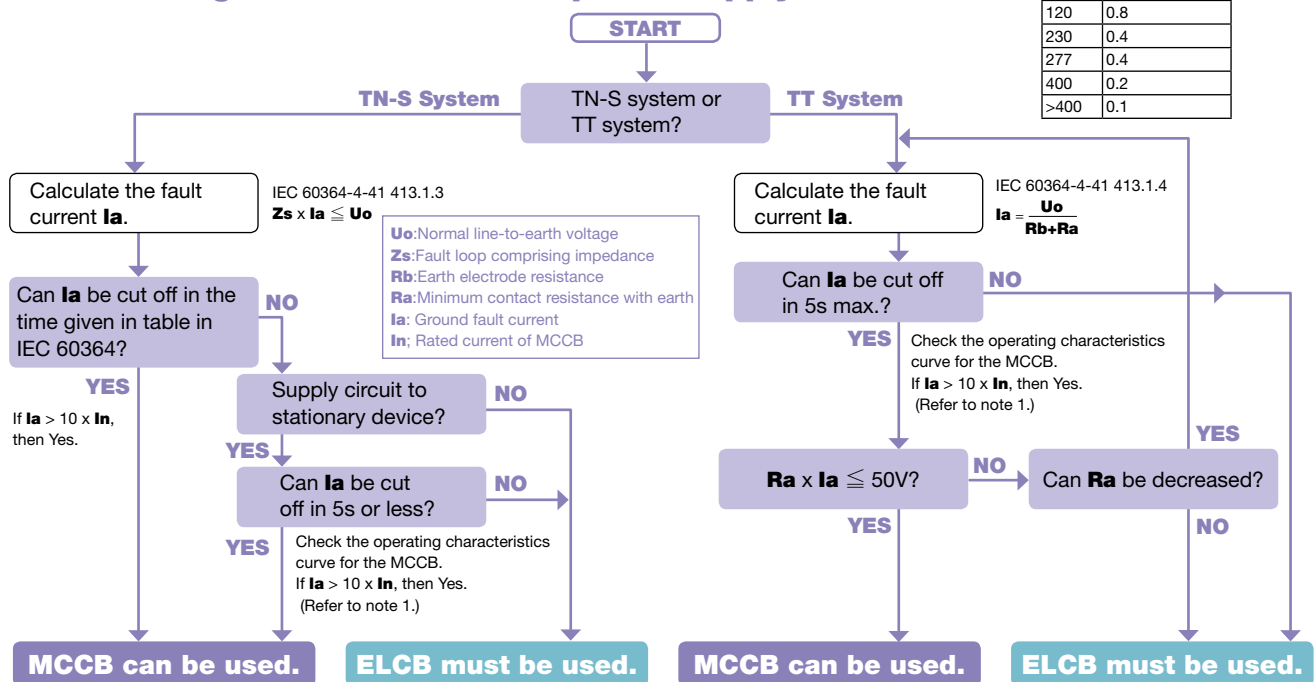 START
120 0.8
230 0.4
277 0.4
400 0.2
>400 0.1
TN-S System
TN-S system or
TT system?
TT System
Calculate the fault
current Ia.
IEC 60364-4-41 413.1.3
Zs x Ia ≦ Uo
Uo:Normal line-to-earth voltage
Zs:Fault loop comprising impedance
Rb:Earth electrode resistance
Ra:Minimum contact resistance with earth
Ia: Ground fault current
In; Rated current of MCCB
Can Ia be cut off in the
time given in table in
IEC 60364?
NO
YES
If Ia > 10 x In,
then Yes.
Supply circuit to
stationary device?
NO
YES
Can Ia be cut
off in 5s or less?
NO
YES
Check the operating characteristics
curve for the MCCB.
If Ia > 10 x In, then Yes.
(Refer to note 1.)
MCCB can be used.
ELCB must be used.
Calculate the fault
current Ia.
IEC 60364-4-41 413.1.4
Ia = Uo
Rb+Ra
Can Ia be cut off
in 5s max.?
NO
YES
Check the operating characteristics
curve for the MCCB.
If Ia > 10 x In, then Yes.
(Refer to note 1.)
Ra x Ia ≦ 50V?
NO
YES
Can Ra be decreased?
YES
NO
MCCB can be used.
ELCB must be used.